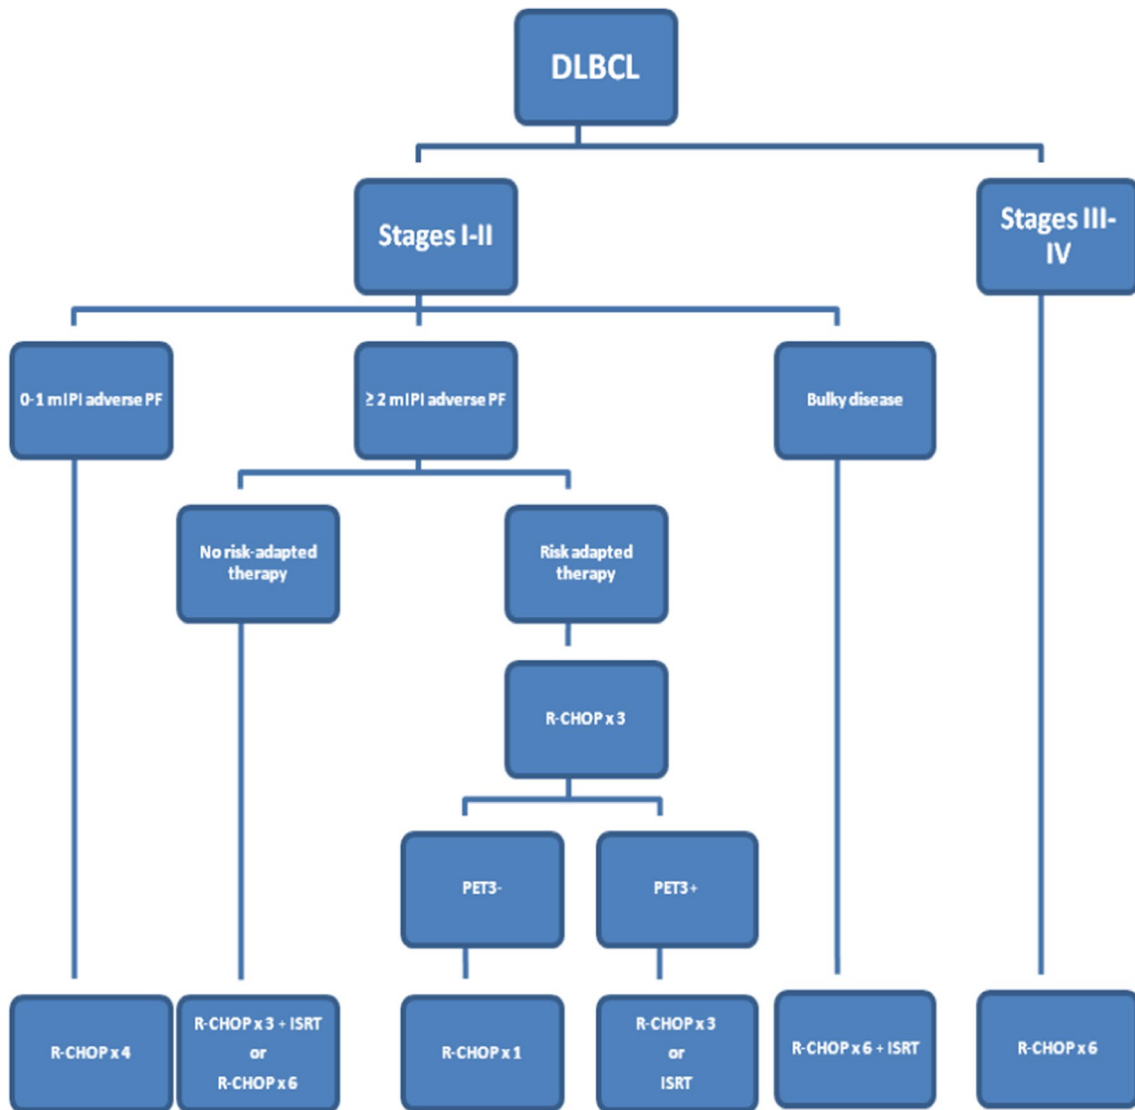 DLBCL
Stages I-II
Stages III-
IV
0-1 mIPI adverse PF
≥ 2 mIPI adverse PF
Bulky disease
No risk-adapted
therapy
Risk adapted
therapy
R-CHOP x 3
PET3-
PET3+
R-CHOP x 4
R-CHOP x 3 + ISRT
or
R-CHOP x 6
R-CHOP x 1
R-CHOP x 3
or
ISRT
R-CHOP x 6 + ISRT
R-CHOP x 6